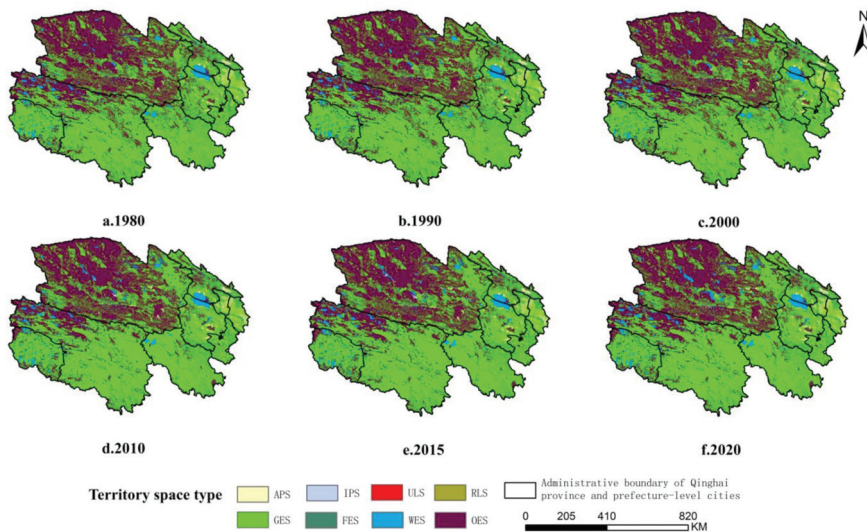 N
a.1980
b.1990
c.2000
d.2010
e.2015
f.2020
Territory space type
APS
IPS
ULS
RLS
Administrative boundary of Qinghai
province and prefecture-level cities
GES
FES
WES
OES
0 205 410 820
KM